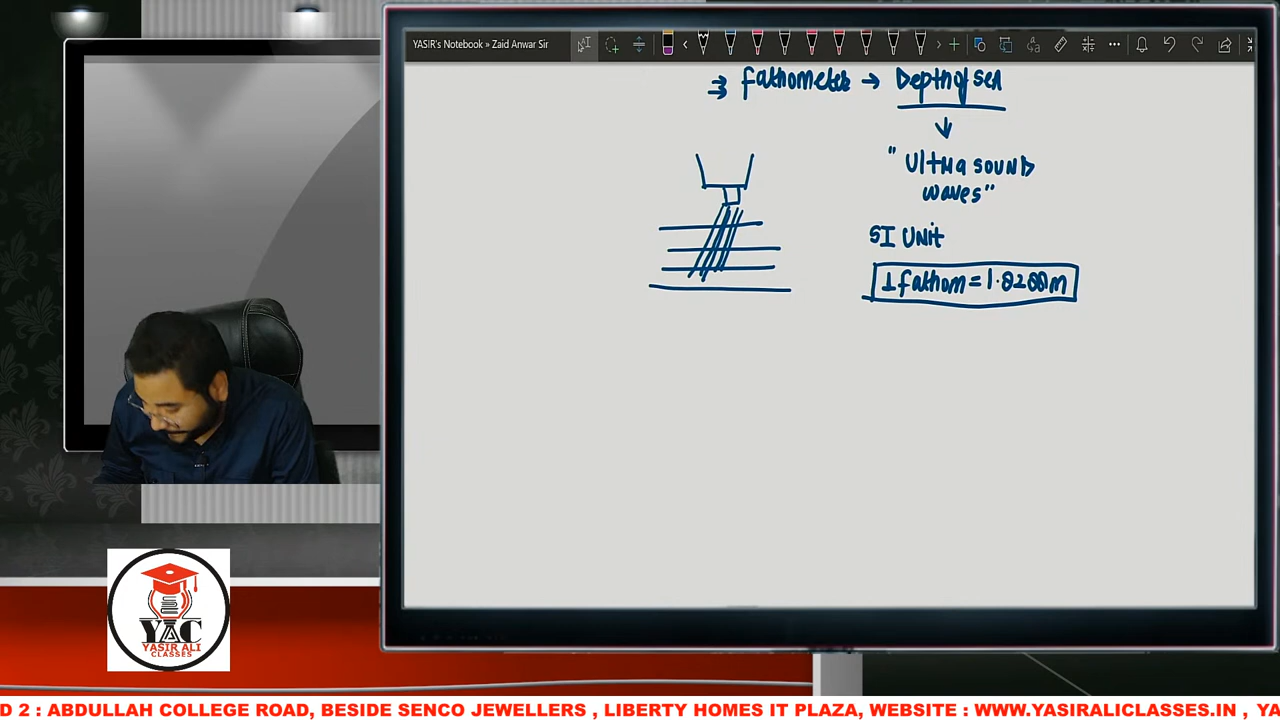 YASIR's Notebook » Zaid Anwar Sir
⇒ fathometer → Depth of sea
"Ultra sound
waves"
SI Unit
1 fathom = 1.8288m
YAC
YASIR ALI
CLASSES
D 2 : ABDULLAH COLLEGE ROAD, BESIDE SENCO JEWELLERS , LIBERTY HOMES IT PLAZA, WEBSITE : WWW.YASIRALICLASSES.IN , YA